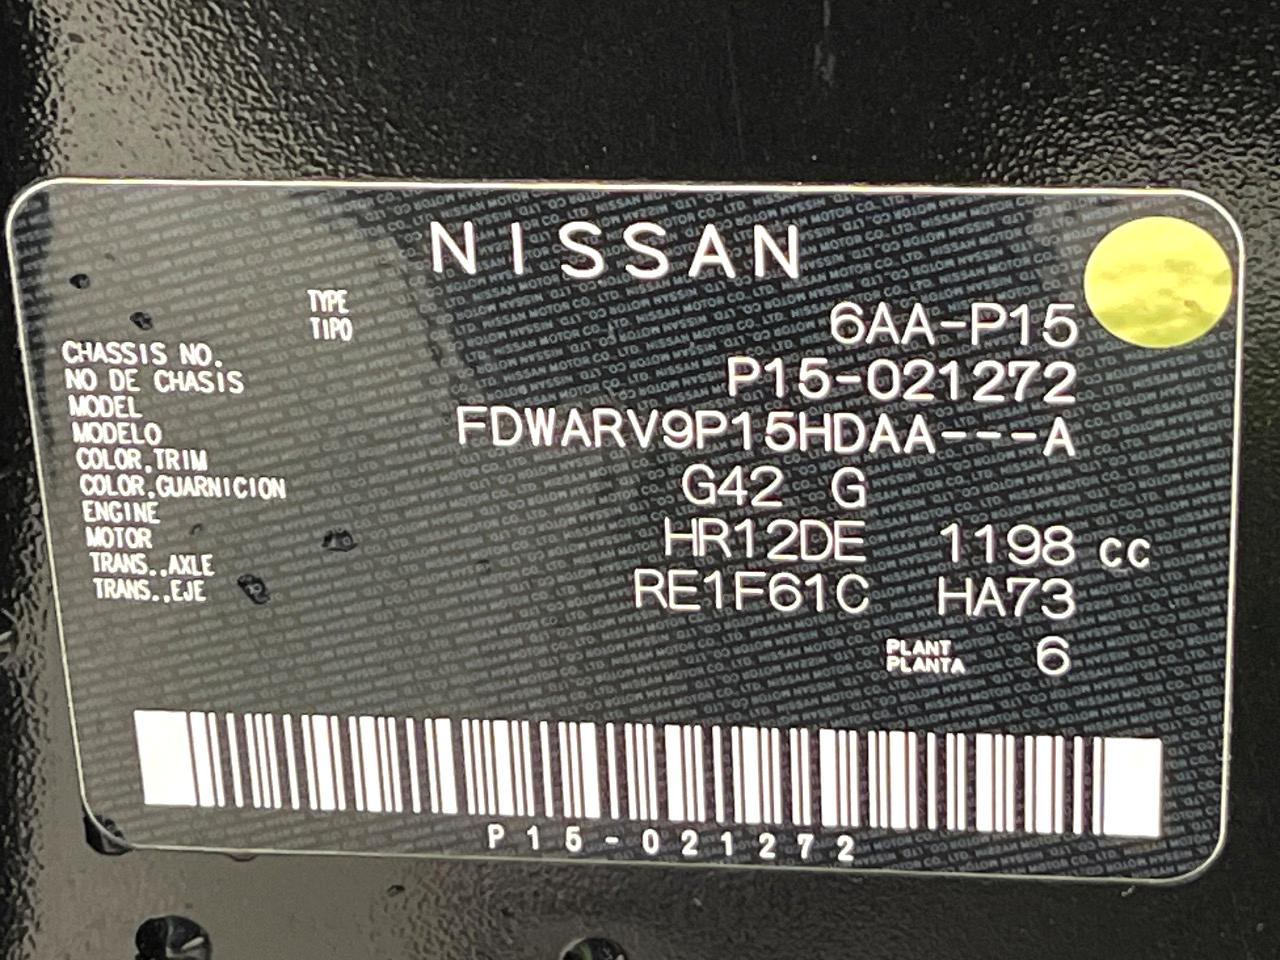 NISSAN
TYPE
TIPO
6AA-P15
CHASSIS NO.
NO DE CHASIS
P15-021272
MODEL
MODELO
FDWARV9P15HDAA---A
COLOR,TRIM
COLOR,GUARNICION
G42 G
ENGINE
MOTOR
HR12DE 1198 cc
TRANS.,AXLE
TRANS.,EJE
RE1F61C HA73
PLANT
PLANTA
6
P15-021272